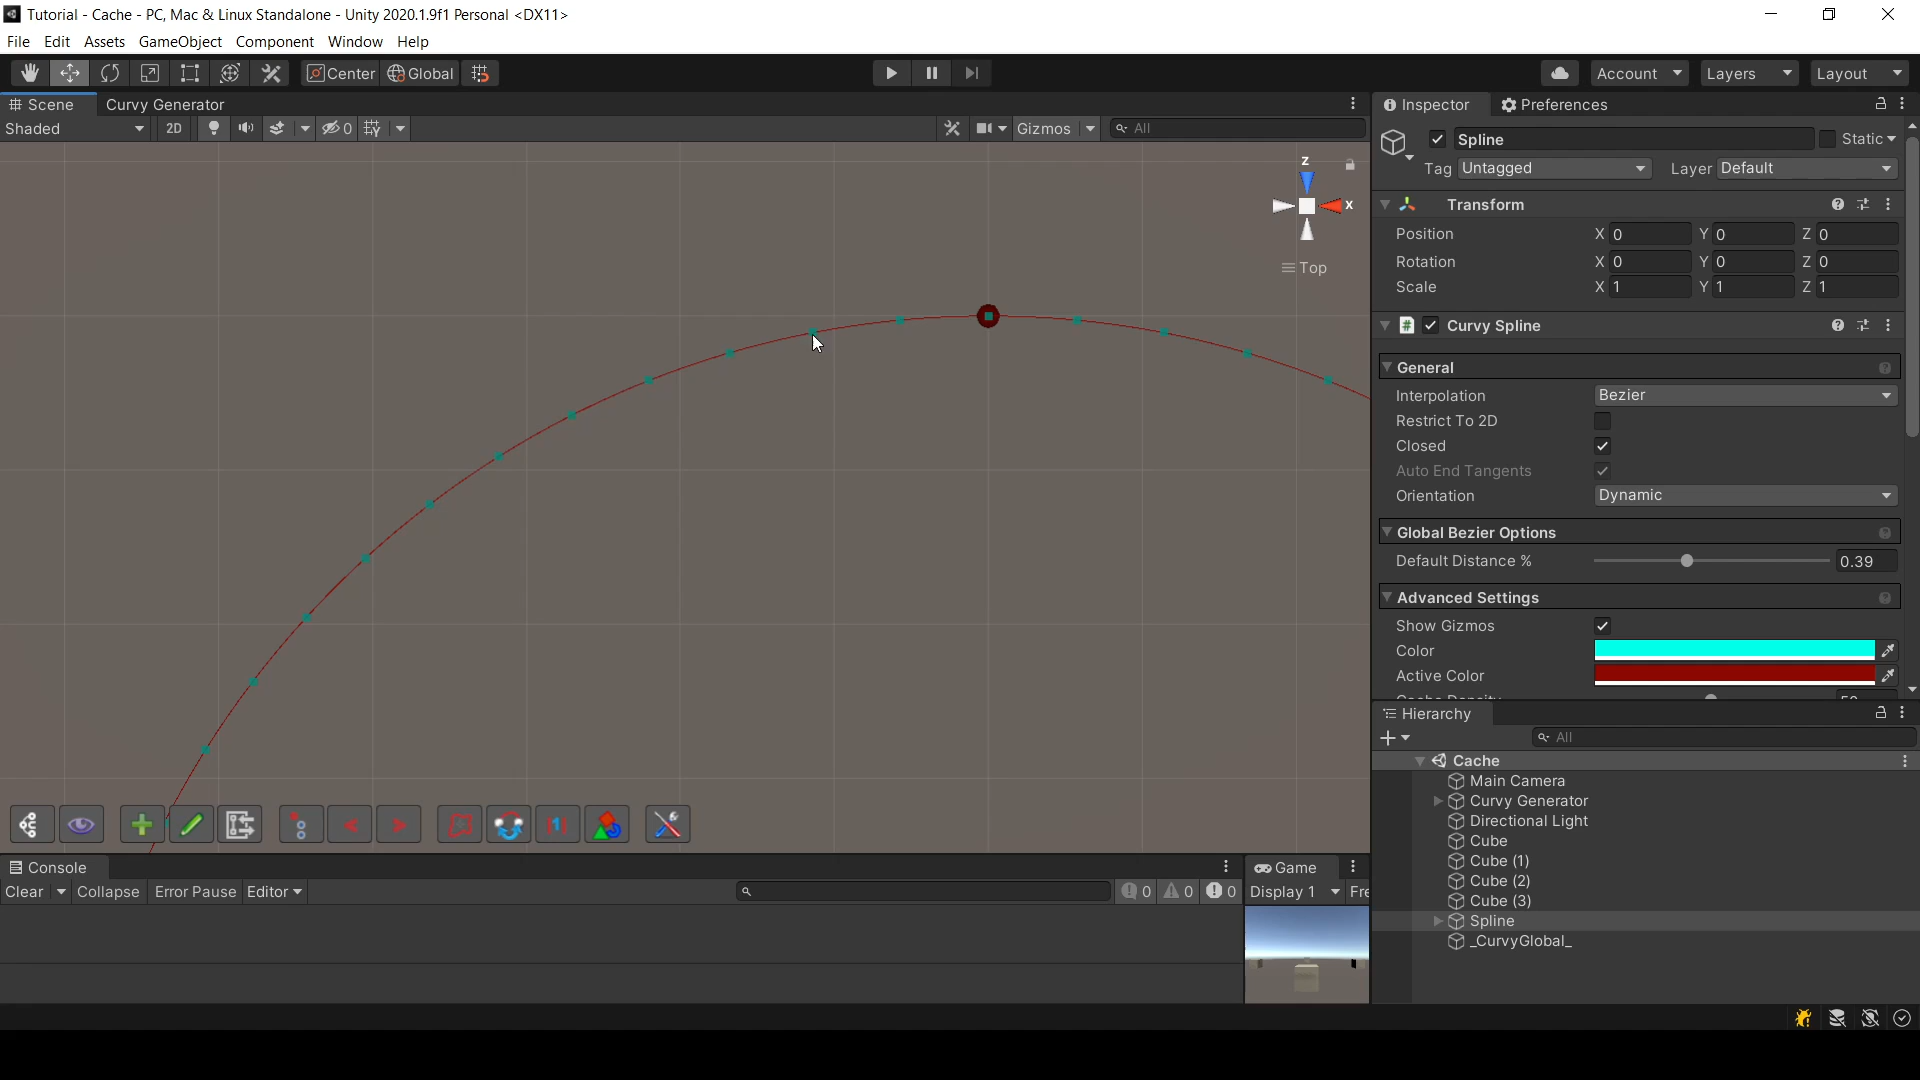 Tutorial - Cache - PC, Mac & Linux Standalone - Unity 2020.1.9f1 Personal <DX11>
File Edit Assets GameObject Component Window Help
Center Global Account Layers Layout
Scene Curvy Generator
Shaded 2D 0 Gizmos All
z
x
Top
Inspector Preferences
Spline Static
Tag Untagged Layer Default
Transform
Position X 0 Y 0 Z 0
Rotation X 0 Y 0 Z 0
Scale X 1 Y 1 Z 1
Curvy Spline
General
Interpolation Bezier
Restrict To 2D
Closed
Auto End Tangents
Orientation Dynamic
Global Bezier Options
Default Distance % 0.39
Advanced Settings
Show Gizmos
Color
Active Color
Cache Density 50
Hierarchy
All
Cache
Main Camera
Curvy Generator
Directional Light
Cube
Cube (1)
Cube (2)
Cube (3)
Spline
_CurvyGlobal_
Console
Clear Collapse Error Pause Editor 0 0 0
Game
Display 1 Fre